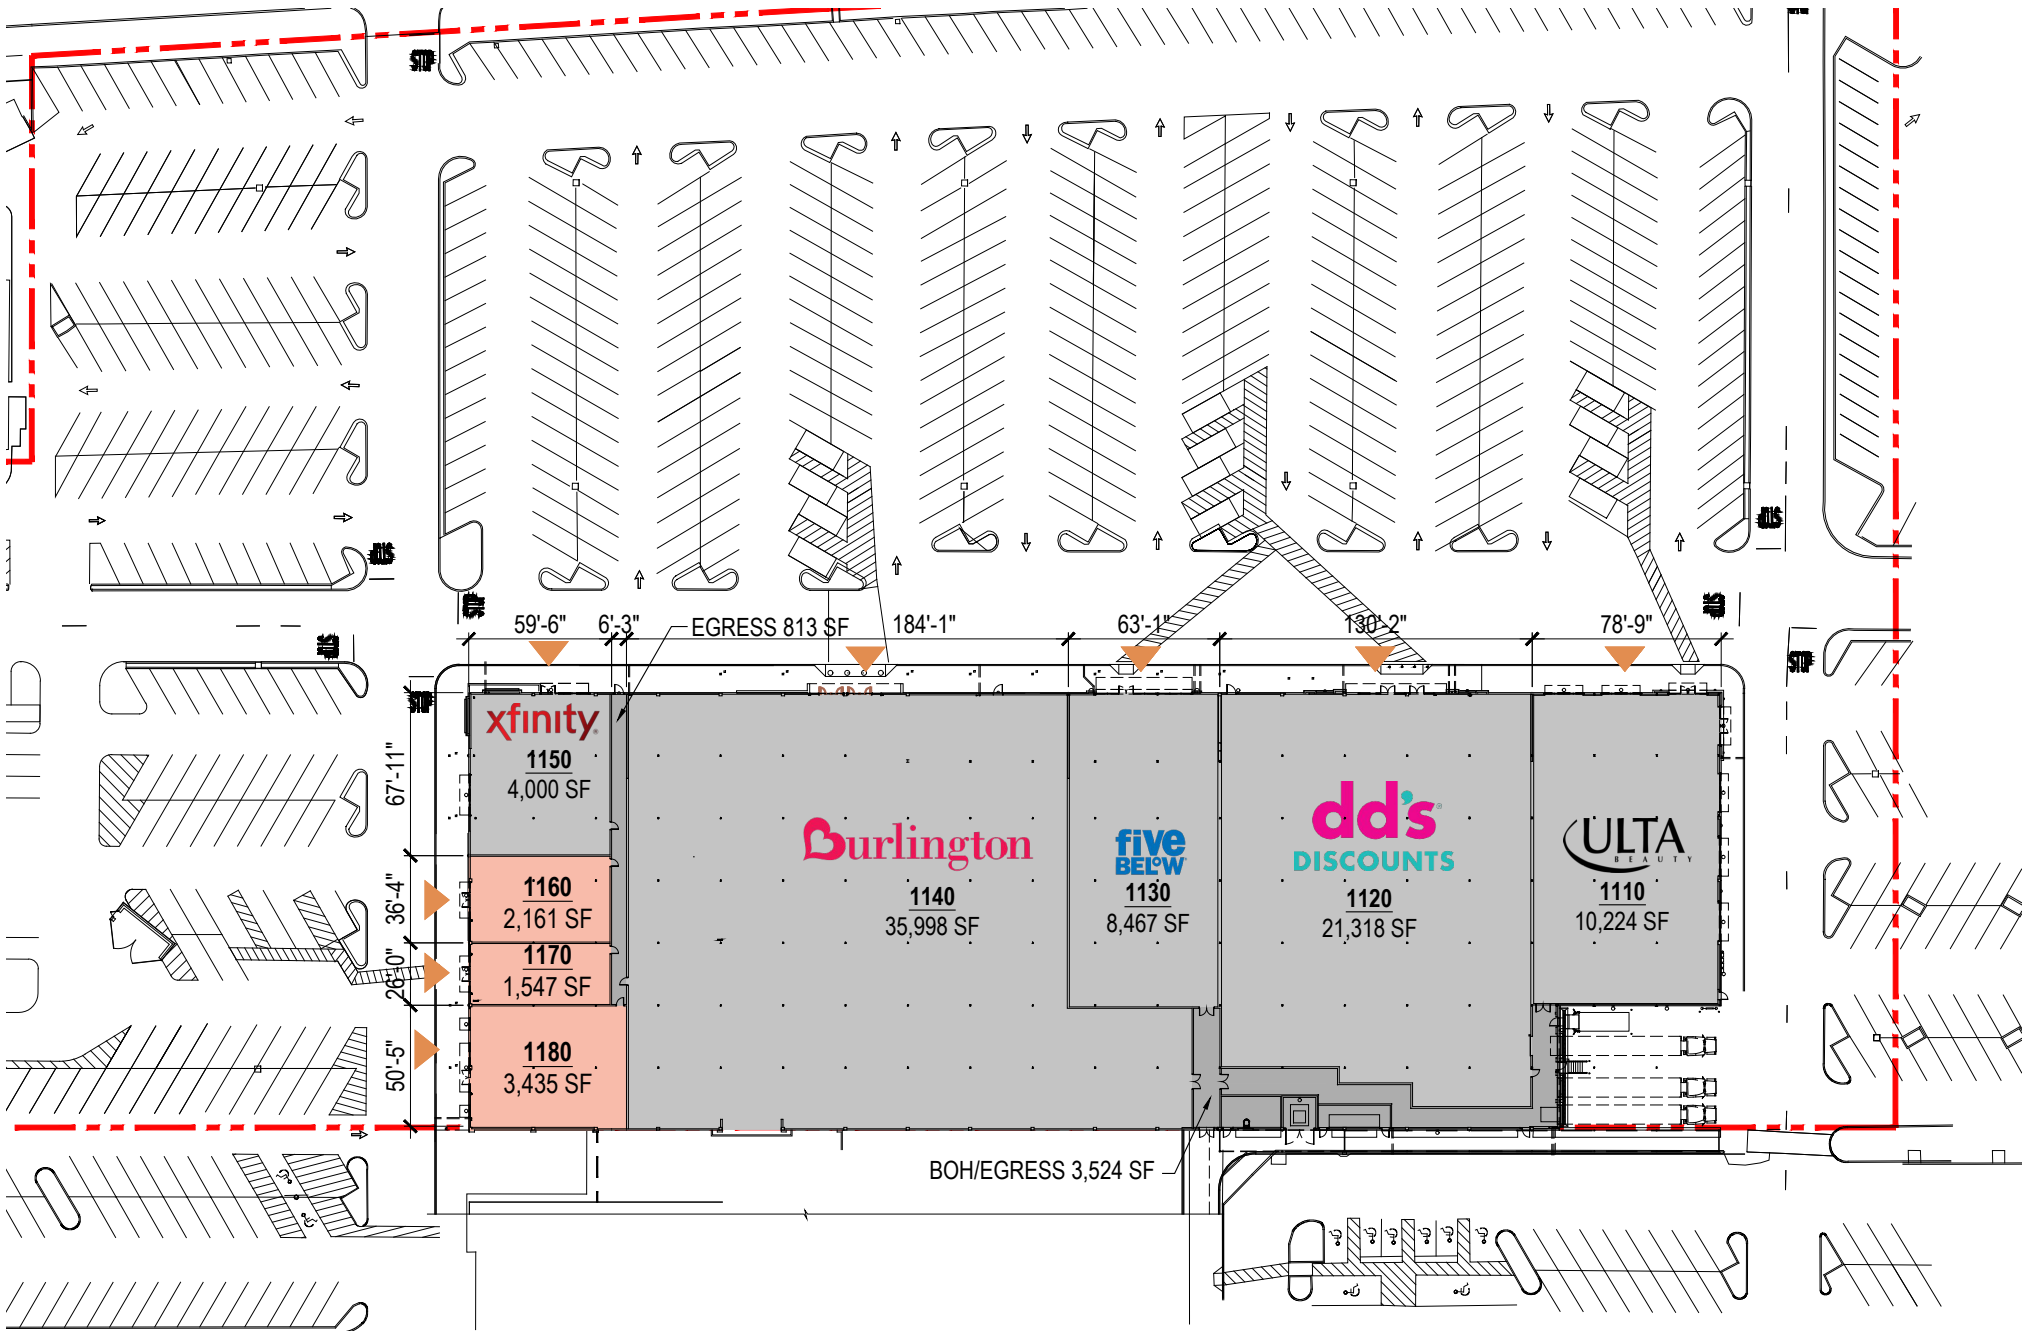 STOP
STOP
STOP
STOP
STOP
STOP
59'-6"
6'-3"
EGRESS 813 SF
184'-1"
63'-1"
130'-2"
78'-9"
STOP
STOP
STOP
67'-11"
36'-4"
26'-0"
50'-5"
xfinity
1150
4,000 SF
1160
2,161 SF
1170
1,547 SF
1180
3,435 SF
Burlington
1140
35,998 SF
five
BELOW
1130
8,467 SF
dd's
DISCOUNTS
1120
21,318 SF
ULTA
BEAUTY
1110
10,224 SF
BOH/EGRESS 3,524 SF